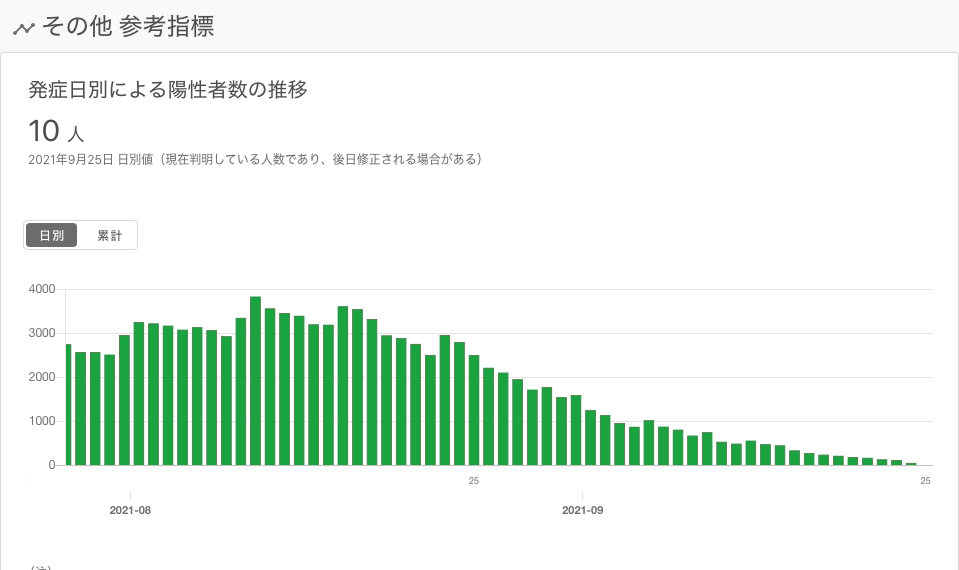 その他 参考指標
発症日別による陽性者数の推移
10 人
2021年9月25日 日別値（現在判明している人数であり、後日修正される場合がある）
日別 累計
4000
3000
2000
1000
0
25 25
2021-08 2021-09